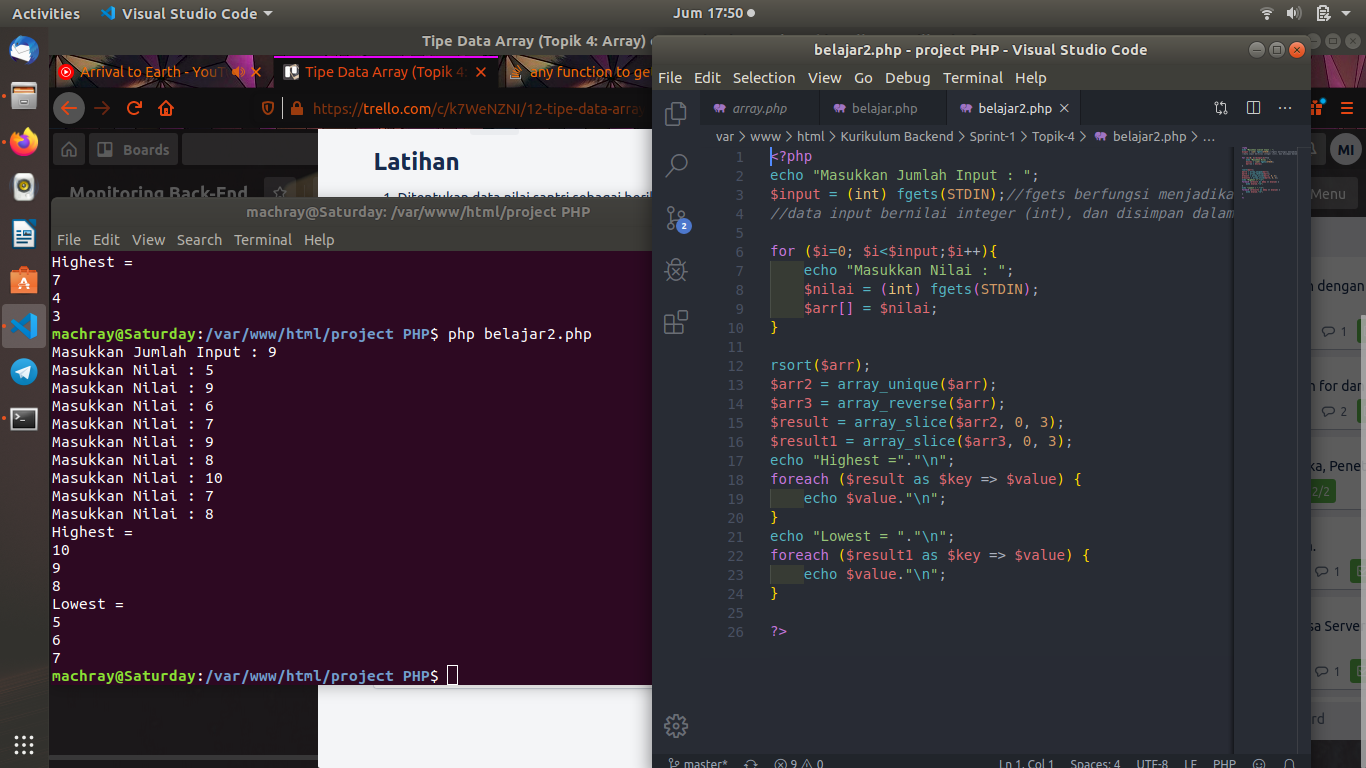 Activities
Visual Studio Code
Jum 17:50
Tipe Data Array (Topik 4: Array)
Arrival to Earth - YouT
Tipe Data Array (Topik 4:
any function to ge
https://trello.com/c/k7WeNZNI/12-tipe-data-array
Boards
Monitoring Back-End
Latihan
machray@Saturday: /var/www/html/project PHP
File Edit View Search Terminal Help
Highest =
7
4
3
machray@Saturday:/var/www/html/project PHP$ php belajar2.php
Masukkan Jumlah Input : 9
Masukkan Nilai : 5
Masukkan Nilai : 9
Masukkan Nilai : 6
Masukkan Nilai : 7
Masukkan Nilai : 9
Masukkan Nilai : 8
Masukkan Nilai : 10
Masukkan Nilai : 7
Masukkan Nilai : 8
Highest =
10
9
8
Lowest =
5
6
7
machray@Saturday:/var/www/html/project PHP$
belajar2.php - project PHP - Visual Studio Code
File Edit Selection View Go Debug Terminal Help
array.php
belajar.php
belajar2.php
var > www > html > Kurikulum Backend > Sprint-1 > Topik-4 > belajar2.php > ...
2
1 <?php
2 echo "Masukkan Jumlah Input : ";
3 $input = (int) fgets(STDIN);//fgets berfungsi menjadika
4 //data input bernilai integer (int), dan disimpan dalam
5
6 for ($i=0; $i<$input;$i++){
7 echo "Masukkan Nilai : ";
8 $nilai = (int) fgets(STDIN);
9 $arr[] = $nilai;
10 }
11
12 rsort($arr);
13 $arr2 = array_unique($arr);
14 $arr3 = array_reverse($arr);
15 $result = array_slice($arr2, 0, 3);
16 $result1 = array_slice($arr3, 0, 3);
17 echo "Highest ="."\n";
18 foreach ($result as $key => $value) {
19 echo $value."\n";
20 }
21 echo "Lowest = "."\n";
22 foreach ($result1 as $key => $value) {
23 echo $value."\n";
24 }
25
26 ?>
master*
9 0
Ln 1, Col 1
Spaces: 4
UTF-8
LF
PHP
MI
Menu
dengan
1
for dar
2
ka, Pene
2/2
1
sa Serve
1
rd